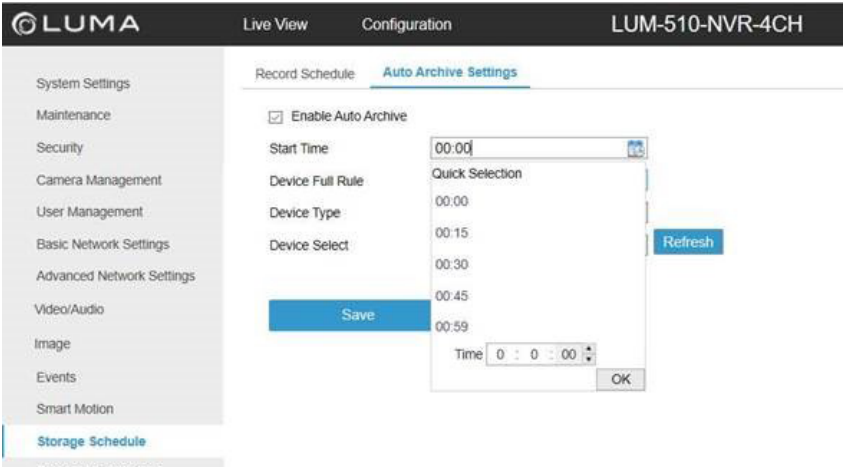 LUMA Live View Configuration LUM-510-NVR-4CH
System Settings
Maintenance
Security
Camera Management
User Management
Basic Network Settings
Advanced Network Settings
Video/Audio
Image
Events
Smart Motion
Storage Schedule
Record Schedule Auto Archive Settings
Enable Auto Archive
Start Time 00:00
Device Full Rule
Device Type
Device Select Refresh
Save
Quick Selection
00:00
00:15
00:30
00:45
00:59
Time 0 : 0 : 00
OK